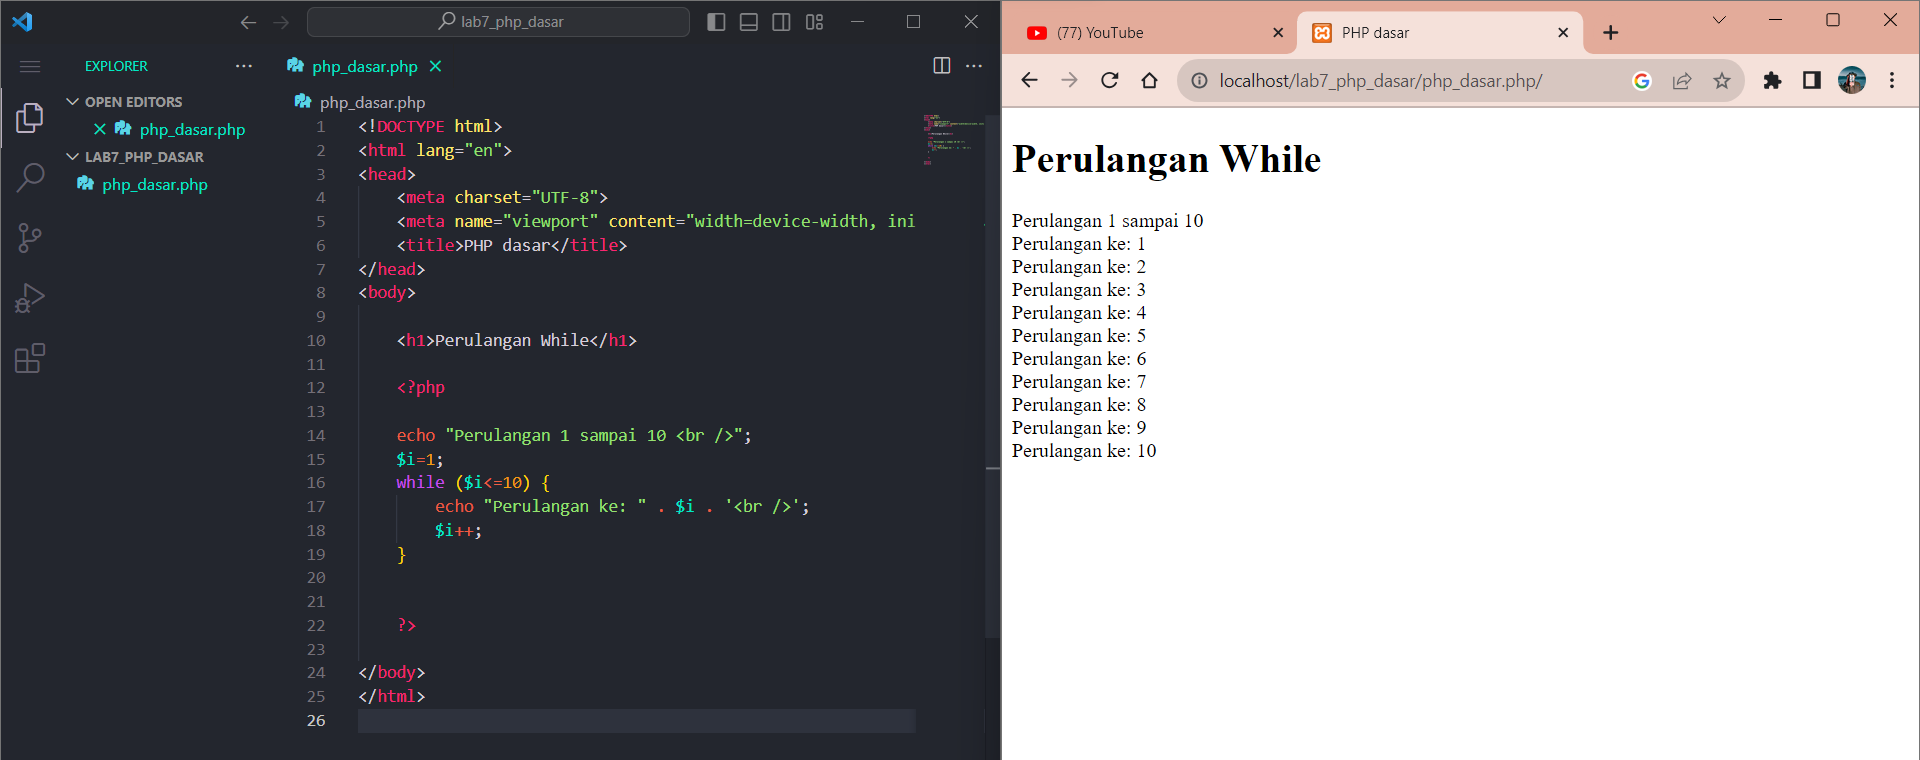 lab7_php_dasar
EXPLORER
OPEN EDITORS
php_dasar.php
LAB7_PHP_DASAR
php_dasar.php
php_dasar.php
php_dasar.php
1 <!DOCTYPE html>
2 <html lang="en">
3 <head>
4 <meta charset="UTF-8">
5 <meta name="viewport" content="width=device-width, ini
6 <title>PHP dasar</title>
7 </head>
8 <body>
9
10 <h1>Perulangan While</h1>
11
12 <?php
13
14 echo "Perulangan 1 sampai 10 <br />";
15 $i=1;
16 while ($i<=10) {
17 echo "Perulangan ke: " . $i . '<br />';
18 $i++;
19 }
20
21
22 ?>
23
24 </body>
25 </html>
26
(77) YouTube
PHP dasar
localhost/lab7_php_dasar/php_dasar.php/
Perulangan While
Perulangan 1 sampai 10
Perulangan ke: 1
Perulangan ke: 2
Perulangan ke: 3
Perulangan ke: 4
Perulangan ke: 5
Perulangan ke: 6
Perulangan ke: 7
Perulangan ke: 8
Perulangan ke: 9
Perulangan ke: 10